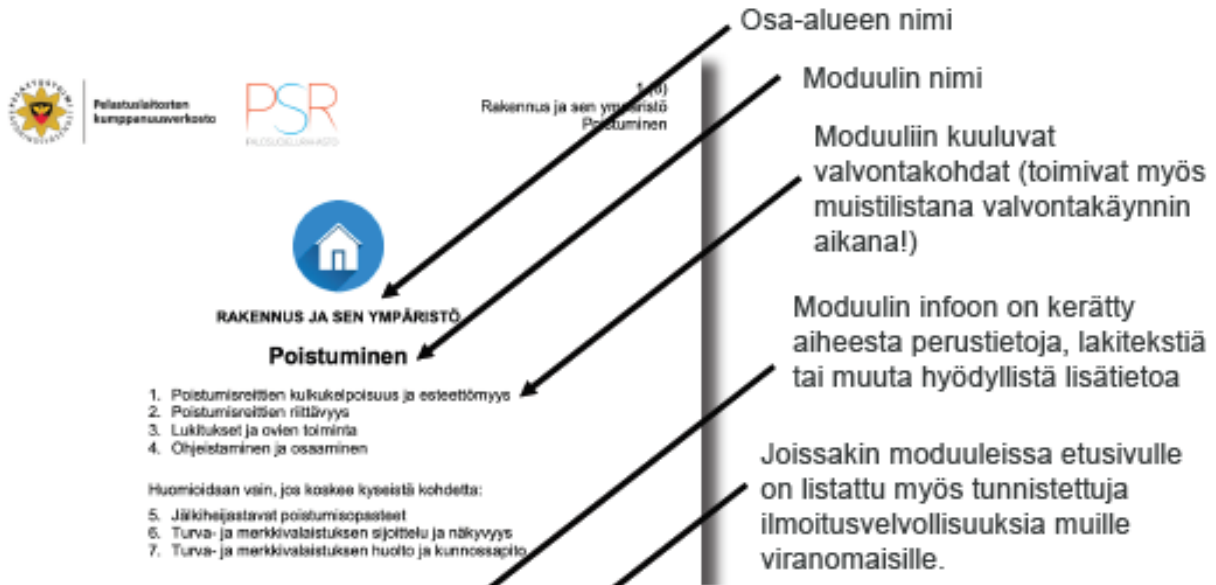 Osa-alueen nimi
Moduulin nimi
Pelastuslaitosten
kumppanuusverkosto
PSR
PALOSUOJELURAHASTO
Rakennus ja sen ympäristö
Poistuminen
Moduuliin kuuluvat
valvontakohdat (toimivat myös
muistilistana valvontakäynnin
aikana!)
RAKENNUS JA SEN YMPÄRISTÖ
Poistuminen
1. Poistumisreittien kulkukelpoisuus ja esteettömyys
2. Poistumisreittien riittävyys
3. Lukitukset ja ovien toiminta
4. Ohjeistaminen ja osaaminen
Moduulin infoon on kerätty
aiheesta perustietoja, lakitekstiä
tai muuta hyödyllistä lisätietoa
Huomioidaan vain, jos koskee kyseistä kohdetta:
5. Jälkiheijastavat poistumisopasteet
6. Turva- ja merkkivalaistuksen sijoittelu ja näkyvyys
7. Turva- ja merkkivalaistuksen huolto ja kunnossapito
Joissakin moduuleissa etusivulle
on listattu myös tunnistettuja
ilmoitusvelvollisuuksia muille
viranomaisille.